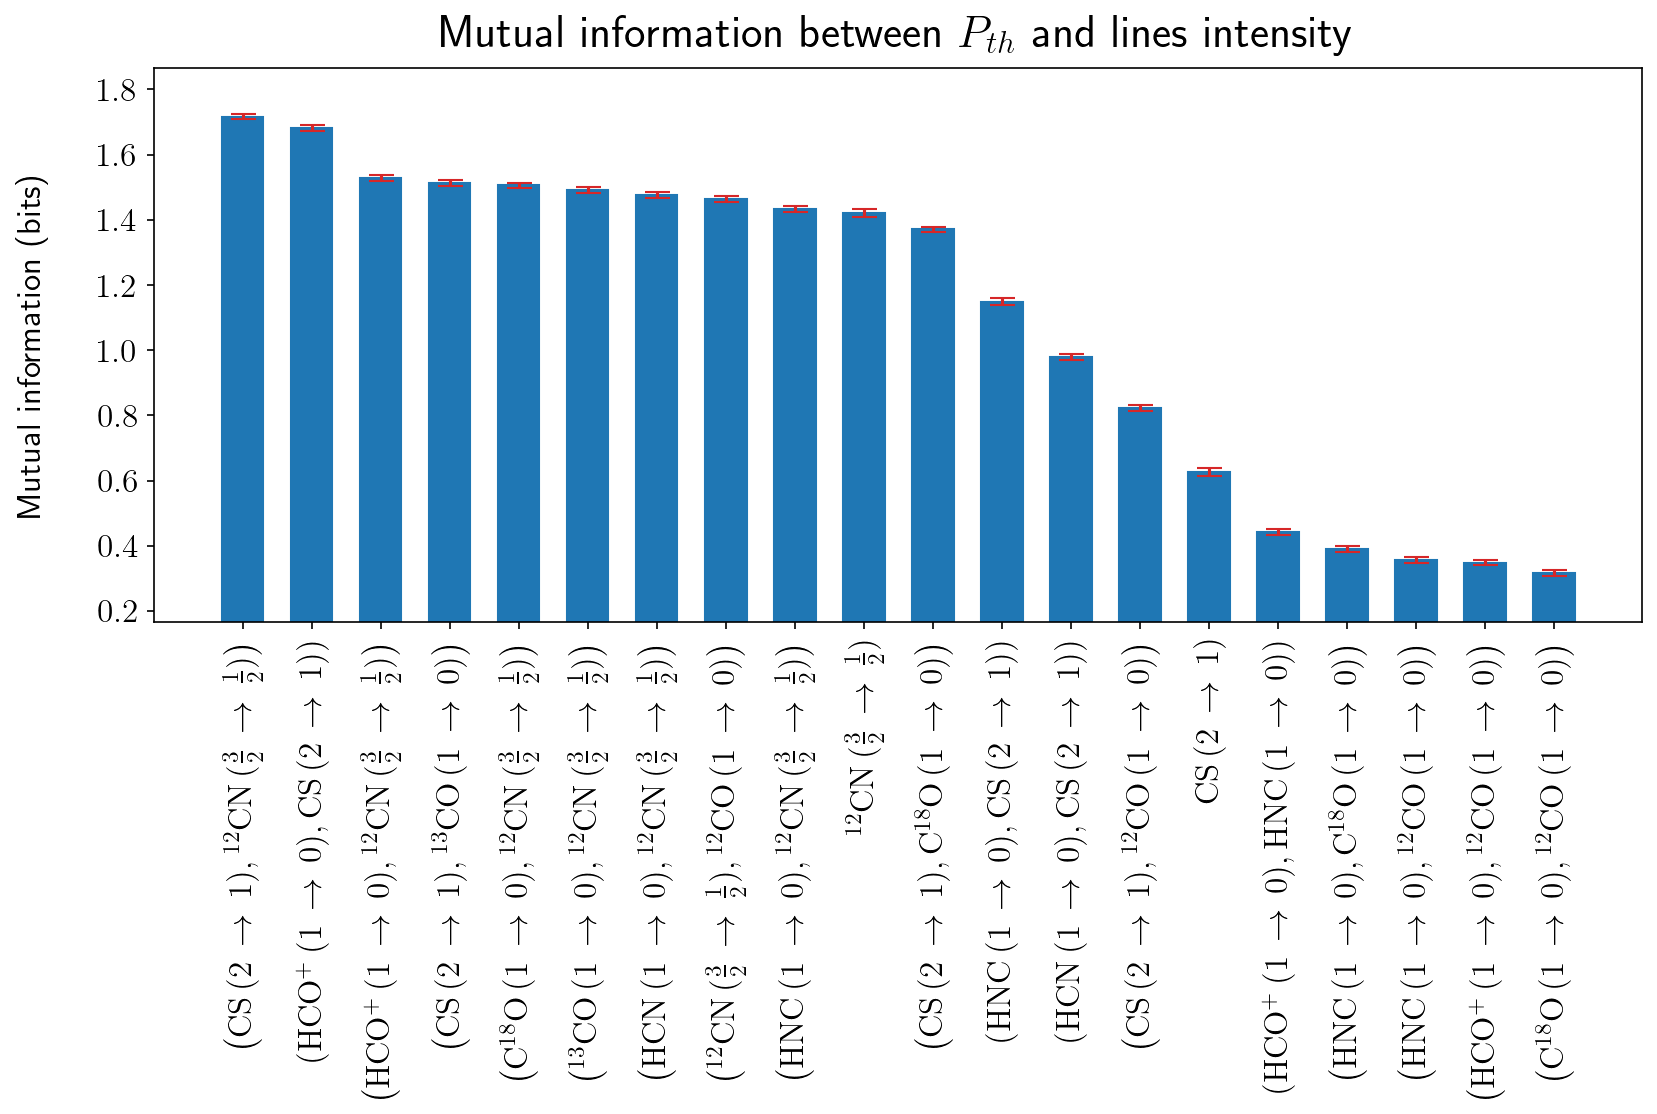 Mutual information between $P_{th}$ and lines intensity
Mutual information (bits)
1.8
1.6
1.4
1.2
1.0
0.8
0.6
0.4
0.2
(CS (2 → 1), ¹²CN (3/2 → 1/2))
(HCO⁺ (1 → 0), CS (2 → 1))
(HCO⁺ (1 → 0), ¹²CN (3/2 → 1/2))
(CS (2 → 1), ¹³CO (1 → 0))
(C¹⁸O (1 → 0), ¹²CN (3/2 → 1/2))
(¹³CO (1 → 0), ¹²CN (3/2 → 1/2))
(HCN (1 → 0), ¹²CN (3/2 → 1/2))
(¹²CN (3/2 → 1/2), ¹²CO (1 → 0))
(HNC (1 → 0), ¹²CN (3/2 → 1/2))
¹²CN (3/2 → 1/2)
(CS (2 → 1), C¹⁸O (1 → 0))
(HNC (1 → 0), CS (2 → 1))
(HCN (1 → 0), CS (2 → 1))
(CS (2 → 1), ¹²CO (1 → 0))
CS (2 → 1)
(HCO⁺ (1 → 0), HNC (1 → 0))
(HNC (1 → 0), C¹⁸O (1 → 0))
(HNC (1 → 0), ¹²CO (1 → 0))
(HCO⁺ (1 → 0), ¹²CO (1 → 0))
(C¹⁸O (1 → 0), ¹²CO (1 → 0))